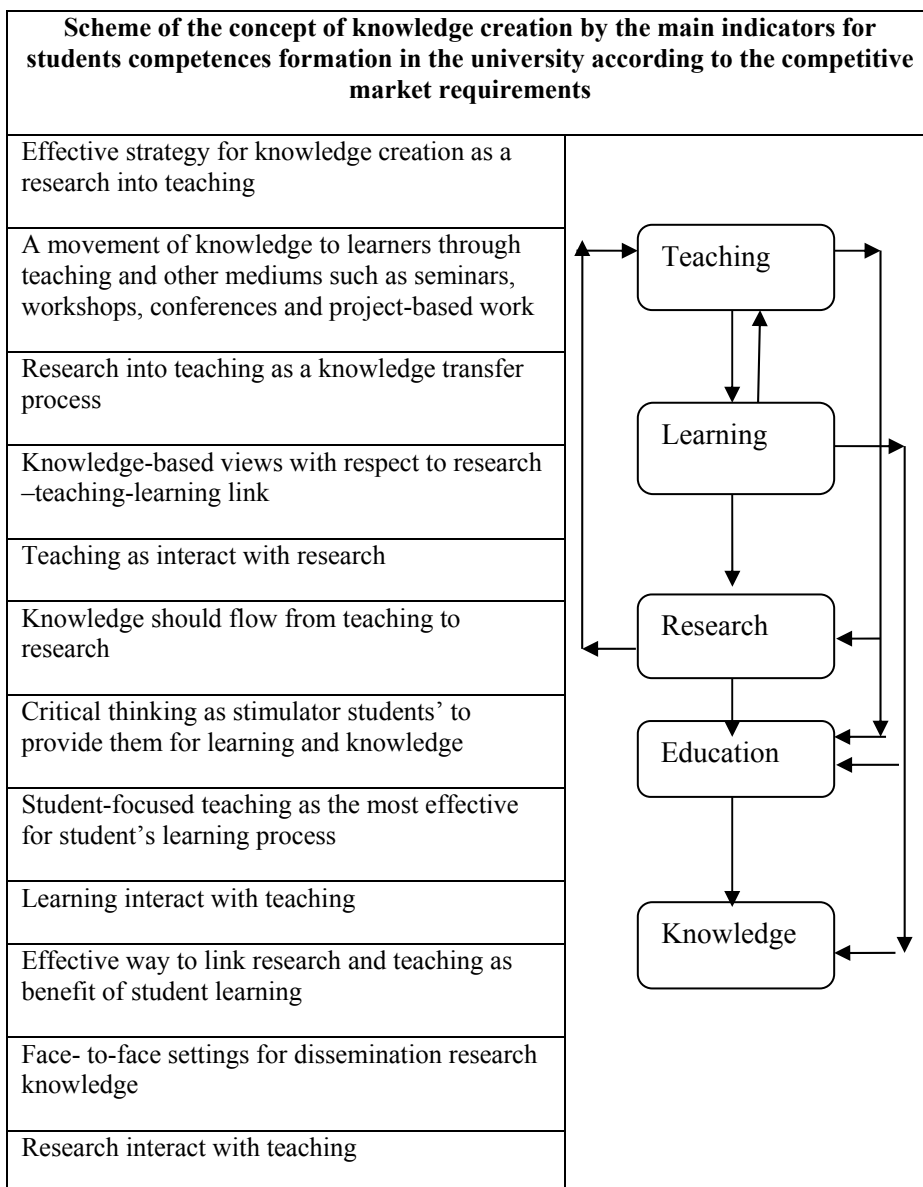 Scheme of the concept of knowledge creation by the main indicators for
students competences formation in the university according to the competitive
market requirements
Effective strategy for knowledge creation as a
research into teaching
A movement of knowledge to learners through
teaching and other mediums such as seminars,
workshops, conferences and project-based work
Research into teaching as a knowledge transfer
process
Knowledge-based views with respect to research
–teaching-learning link
Teaching as interact with research
Knowledge should flow from teaching to
research
Critical thinking as stimulator students’ to
provide them for learning and knowledge
Student-focused teaching as the most effective
for student’s learning process
Learning interact with teaching
Effective way to link research and teaching as
benefit of student learning
Face- to-face settings for dissemination research
knowledge
Research interact with teaching
Teaching
Learning
Research
Education
Knowledge